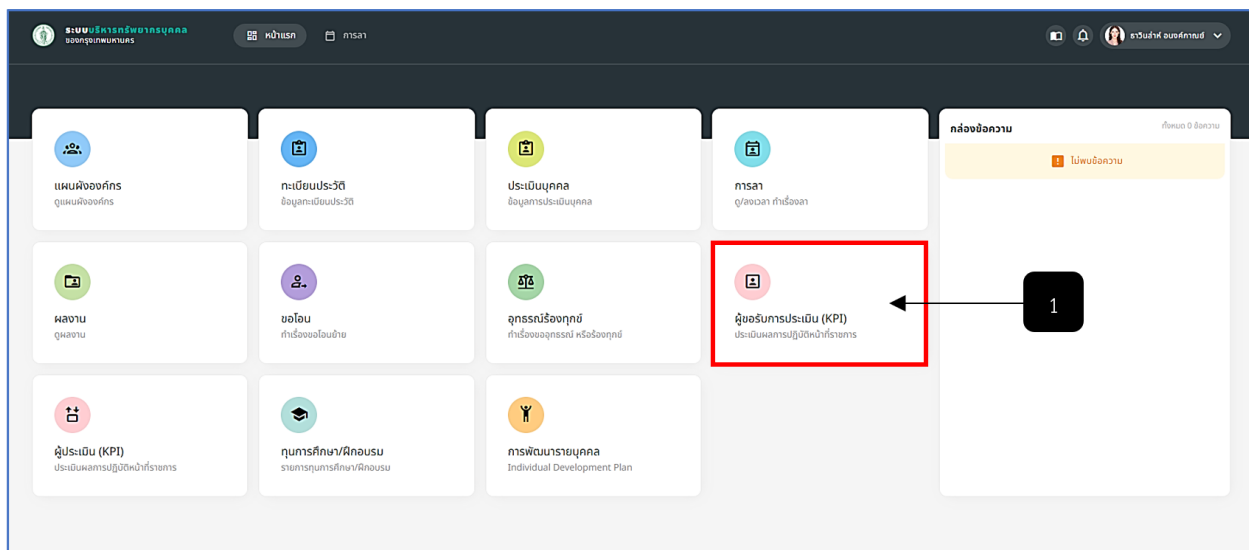 ระบบบริหารทรัพยากรบุคคล
ของกรุงเทพมหานคร
หน้าแรก
การลา
ธาวินส่าห์ อนงค์กาณต์
แผนผังองค์กร
ดูแผนผังองค์กร
ทะเบียนประวัติ
ข้อมูลทะเบียนประวัติ
ประเมินบุคคล
ข้อมูลการประเมินบุคคล
การลา
ดู/ลงเวลา ทำเรื่องลา
กล่องข้อความ
ทั้งหมด 0 ข้อความ
ไม่พบข้อความ
ผลงาน
ดูผลงาน
ขอโอน
ทำเรื่องขอโอนย้าย
อุทธรณ์ร้องทุกข์
ทำเรื่องขออุทธรณ์ หรือร้องทุกข์
ผู้ขอรับการประเมิน (KPI)
ประเมินผลการปฏิบัติหน้าที่ราชการ
1
ผู้ประเมิน (KPI)
ประเมินผลการปฏิบัติหน้าที่ราชการ
ทุนการศึกษา/ฝึกอบรม
รายการทุนการศึกษา/ฝึกอบรม
การพัฒนารายบุคคล
Individual Development Plan